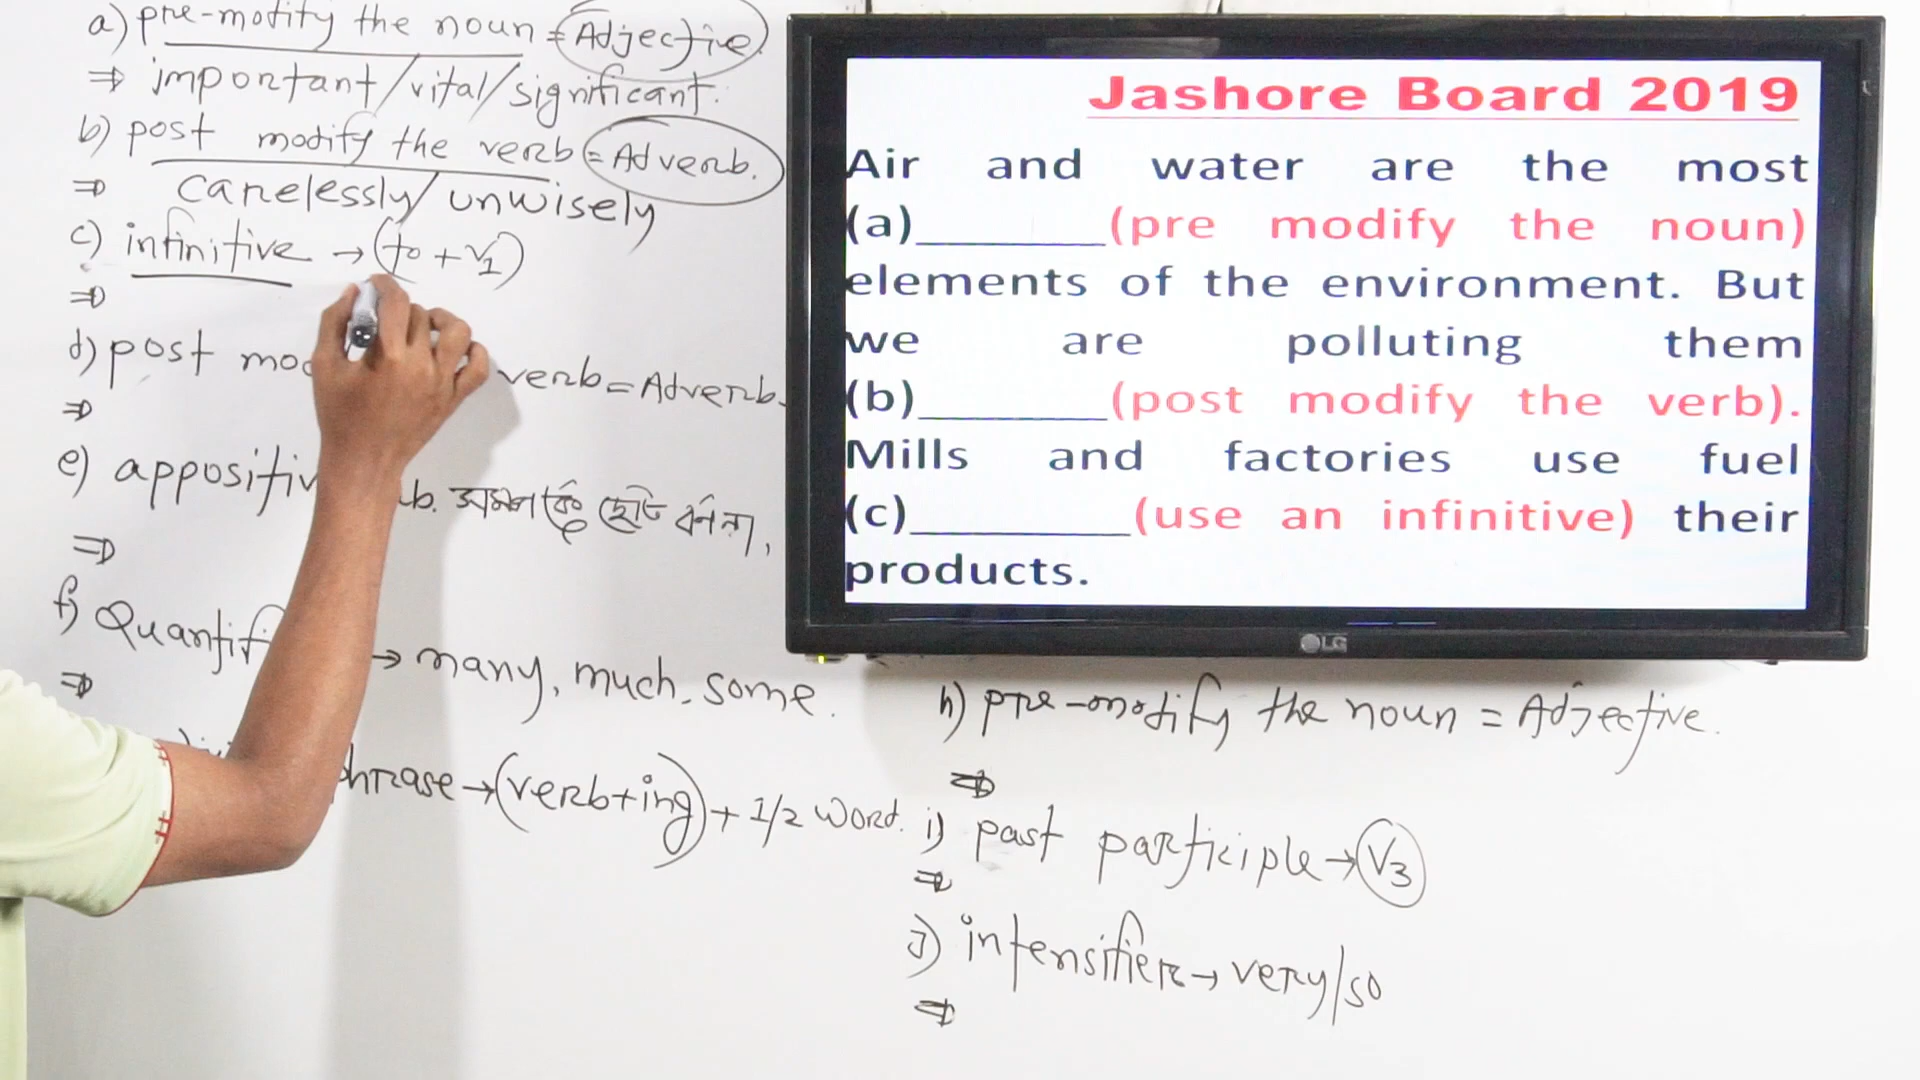 a) pre-modify the noun = Adjective.
⇒ important/vital/significant.
b) post modify the verb = Adverb.
⇒ carelessly/unwisely
c) infinitive → (to + V1)
⇒
d) post verb = Adverb.
⇒
e)
⇒
f)
→ many, much, some.
⇒
phrase → (verb+ing) + 1/2 word.
Jashore Board 2019
Air and water are the most
(a)________(pre modify the noun)
elements of the environment. But
we are polluting them
(b)________(post modify the verb).
Mills and factories use fuel
(c)_________(use an infinitive) their
products.
LG
h) pre-modify the noun = Adjective.
⇒
i) past participle → V3
⇒
j) intensifier → very/so
⇒